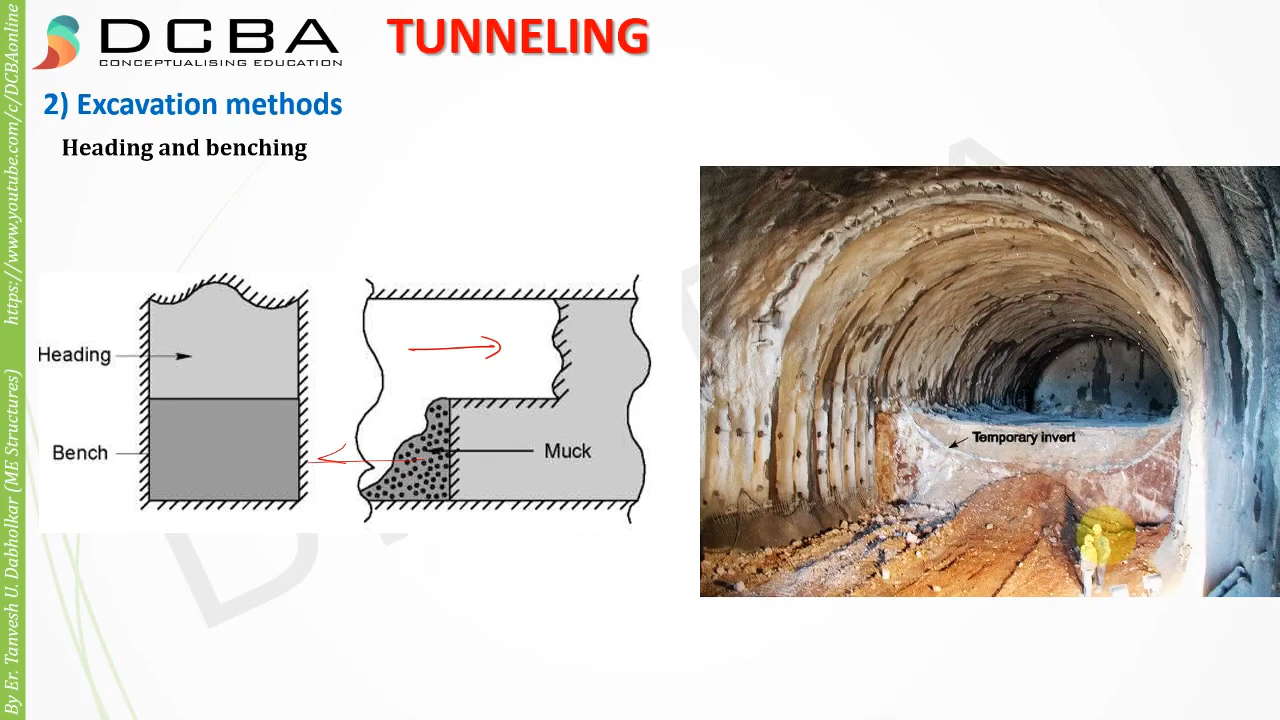 DCBA
CONCEPTUALISING EDUCATION
TUNNELING
2) Excavation methods
Heading and benching
Heading
Bench
Muck
Temporary invert
By Er. Tanvesh U. Dabholkar (ME Structures) https://www.youtube.com/c/DCBAonline